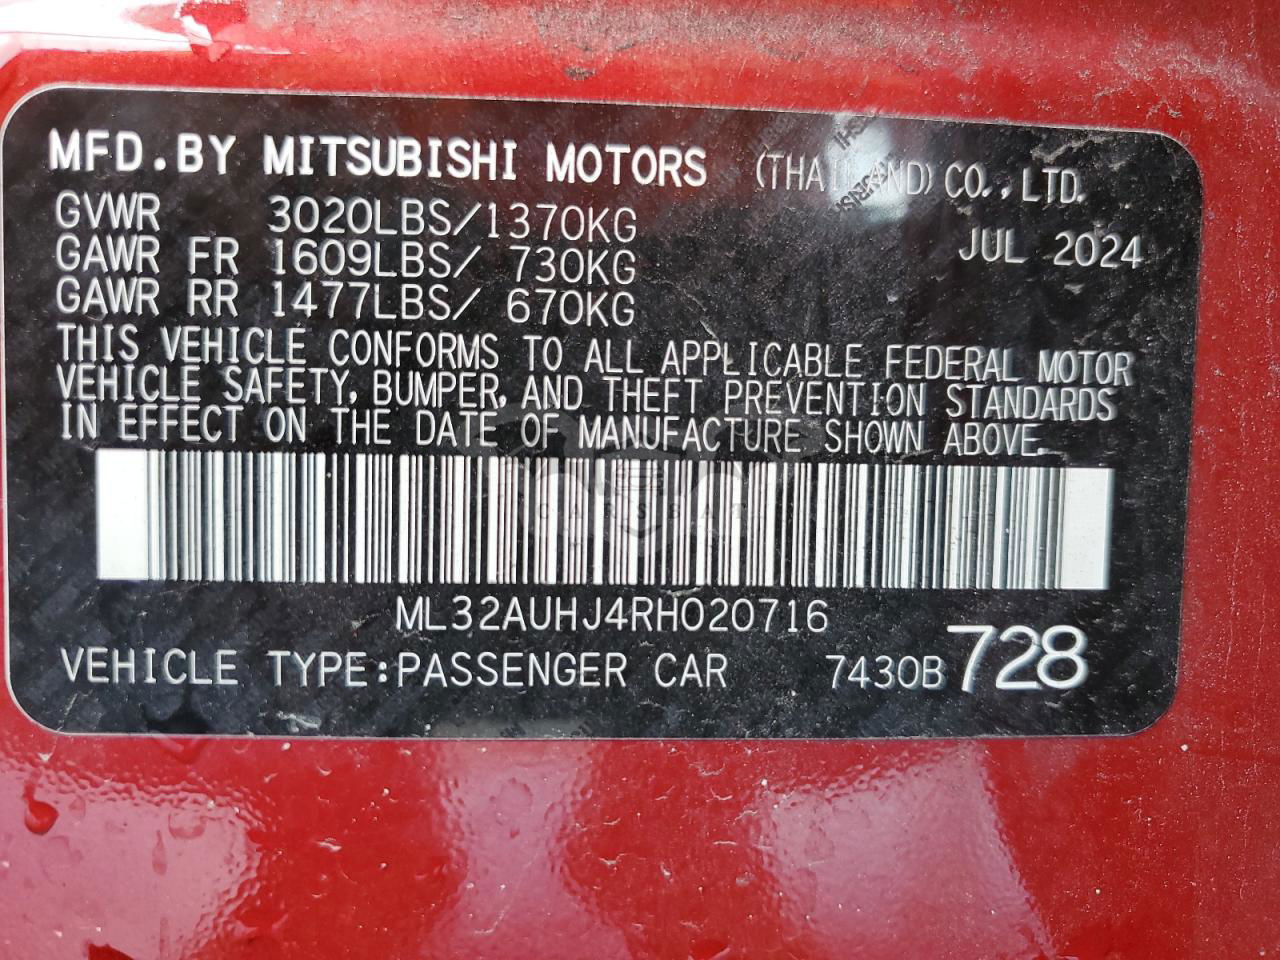 MFD.BY MITSUBISHI MOTORS (THAILAND) CO.,LTD.
GVWR 3020LBS/1370KG
JUL 2024
GAWR FR 1609LBS/ 730KG
GAWR RR 1477LBS/ 670KG
THIS VEHICLE CONFORMS TO ALL APPLICABLE FEDERAL MOTOR
VEHICLE SAFETY, BUMPER, AND THEFT PREVENTION STANDARDS
IN EFFECT ON THE DATE OF MANUFACTURE SHOWN ABOVE.
ML32AUHJ4RH020716
VEHICLE TYPE:PASSENGER CAR 7430B 728